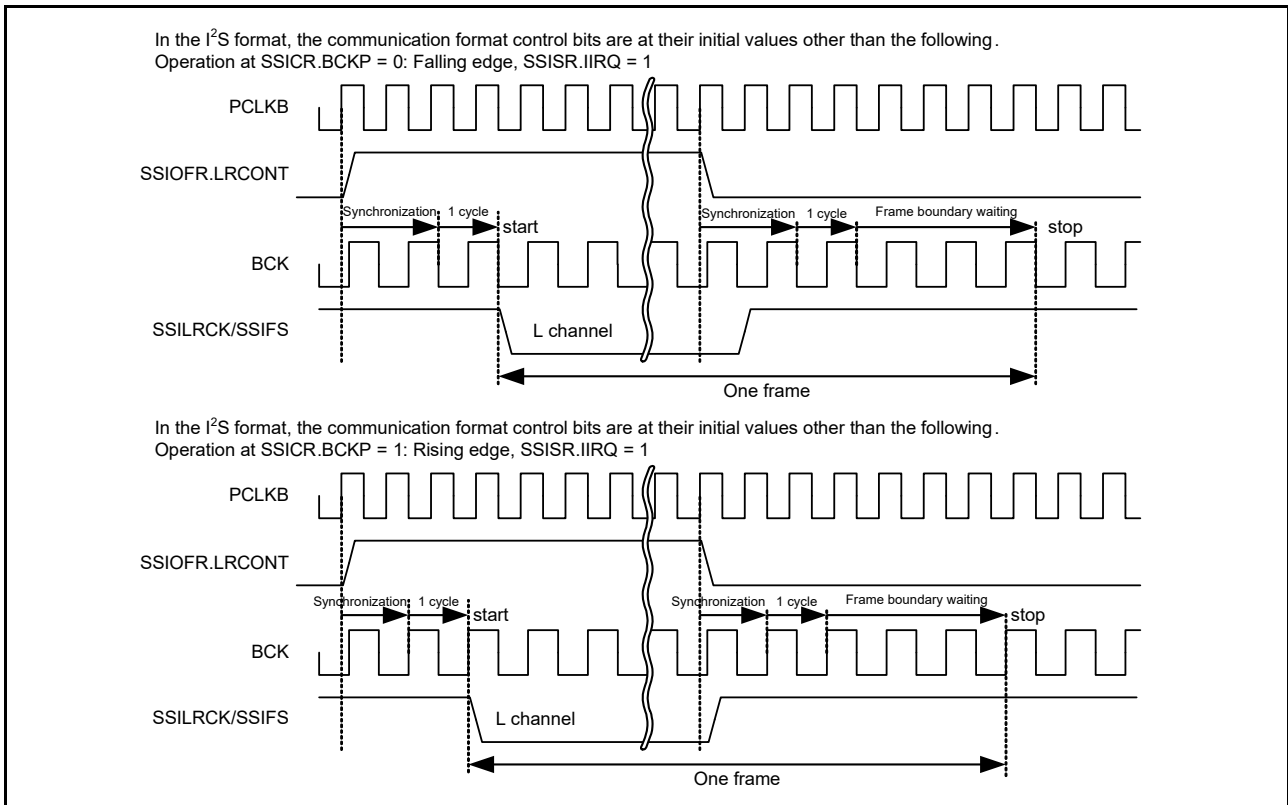 In the I2S format, the communication format control bits are at their initial values other than the following.
Operation at SSICR.BCKP = 0: Falling edge, SSISR.IIRQ = 1
PCLKB
SSIOFR.LRCONT
Synchronization 1 cycle start Synchronization 1 cycle Frame boundary waiting stop
BCK
SSILRCK/SSIFS L channel
One frame
In the I2S format, the communication format control bits are at their initial values other than the following.
Operation at SSICR.BCKP = 1: Rising edge, SSISR.IIRQ = 1
PCLKB
SSIOFR.LRCONT
Synchronization 1 cycle start Synchronization 1 cycle Frame boundary waiting stop
BCK
SSILRCK/SSIFS L channel
One frame